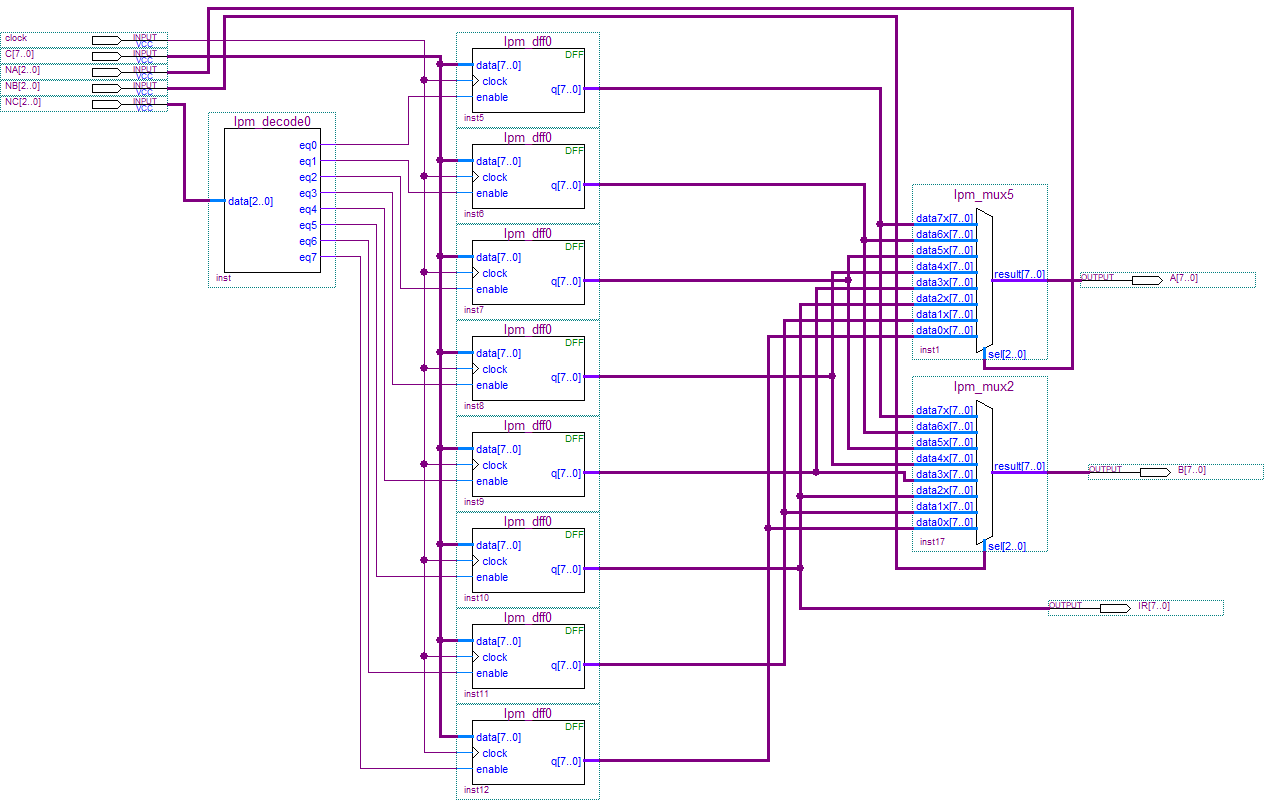 clock INPUT
VCC
C[7..0] INPUT
VCC
NA[2..0] INPUT
VCC
NB[2..0] INPUT
VCC
NC[2..0] INPUT
VCC
lpm_decode0
data[2..0]
eq0
eq1
eq2
eq3
eq4
eq5
eq6
eq7
inst
lpm_dff0
DFF
data[7..0]
clock
enable
q[7..0]
inst5
lpm_dff0
DFF
data[7..0]
clock
enable
q[7..0]
inst6
lpm_dff0
DFF
data[7..0]
clock
enable
q[7..0]
inst7
lpm_dff0
DFF
data[7..0]
clock
enable
q[7..0]
inst8
lpm_dff0
DFF
data[7..0]
clock
enable
q[7..0]
inst9
lpm_dff0
DFF
data[7..0]
clock
enable
q[7..0]
inst10
lpm_dff0
DFF
data[7..0]
clock
enable
q[7..0]
inst11
lpm_dff0
DFF
data[7..0]
clock
enable
q[7..0]
inst12
lpm_mux5
data7x[7..0]
data6x[7..0]
data5x[7..0]
data4x[7..0]
data3x[7..0]
data2x[7..0]
data1x[7..0]
data0x[7..0]
result[7..0]
sel[2..0]
inst1
OUTPUT A[7..0]
lpm_mux2
data7x[7..0]
data6x[7..0]
data5x[7..0]
data4x[7..0]
data3x[7..0]
data2x[7..0]
data1x[7..0]
data0x[7..0]
result[7..0]
sel[2..0]
inst17
OUTPUT B[7..0]
OUTPUT IR[7..0]